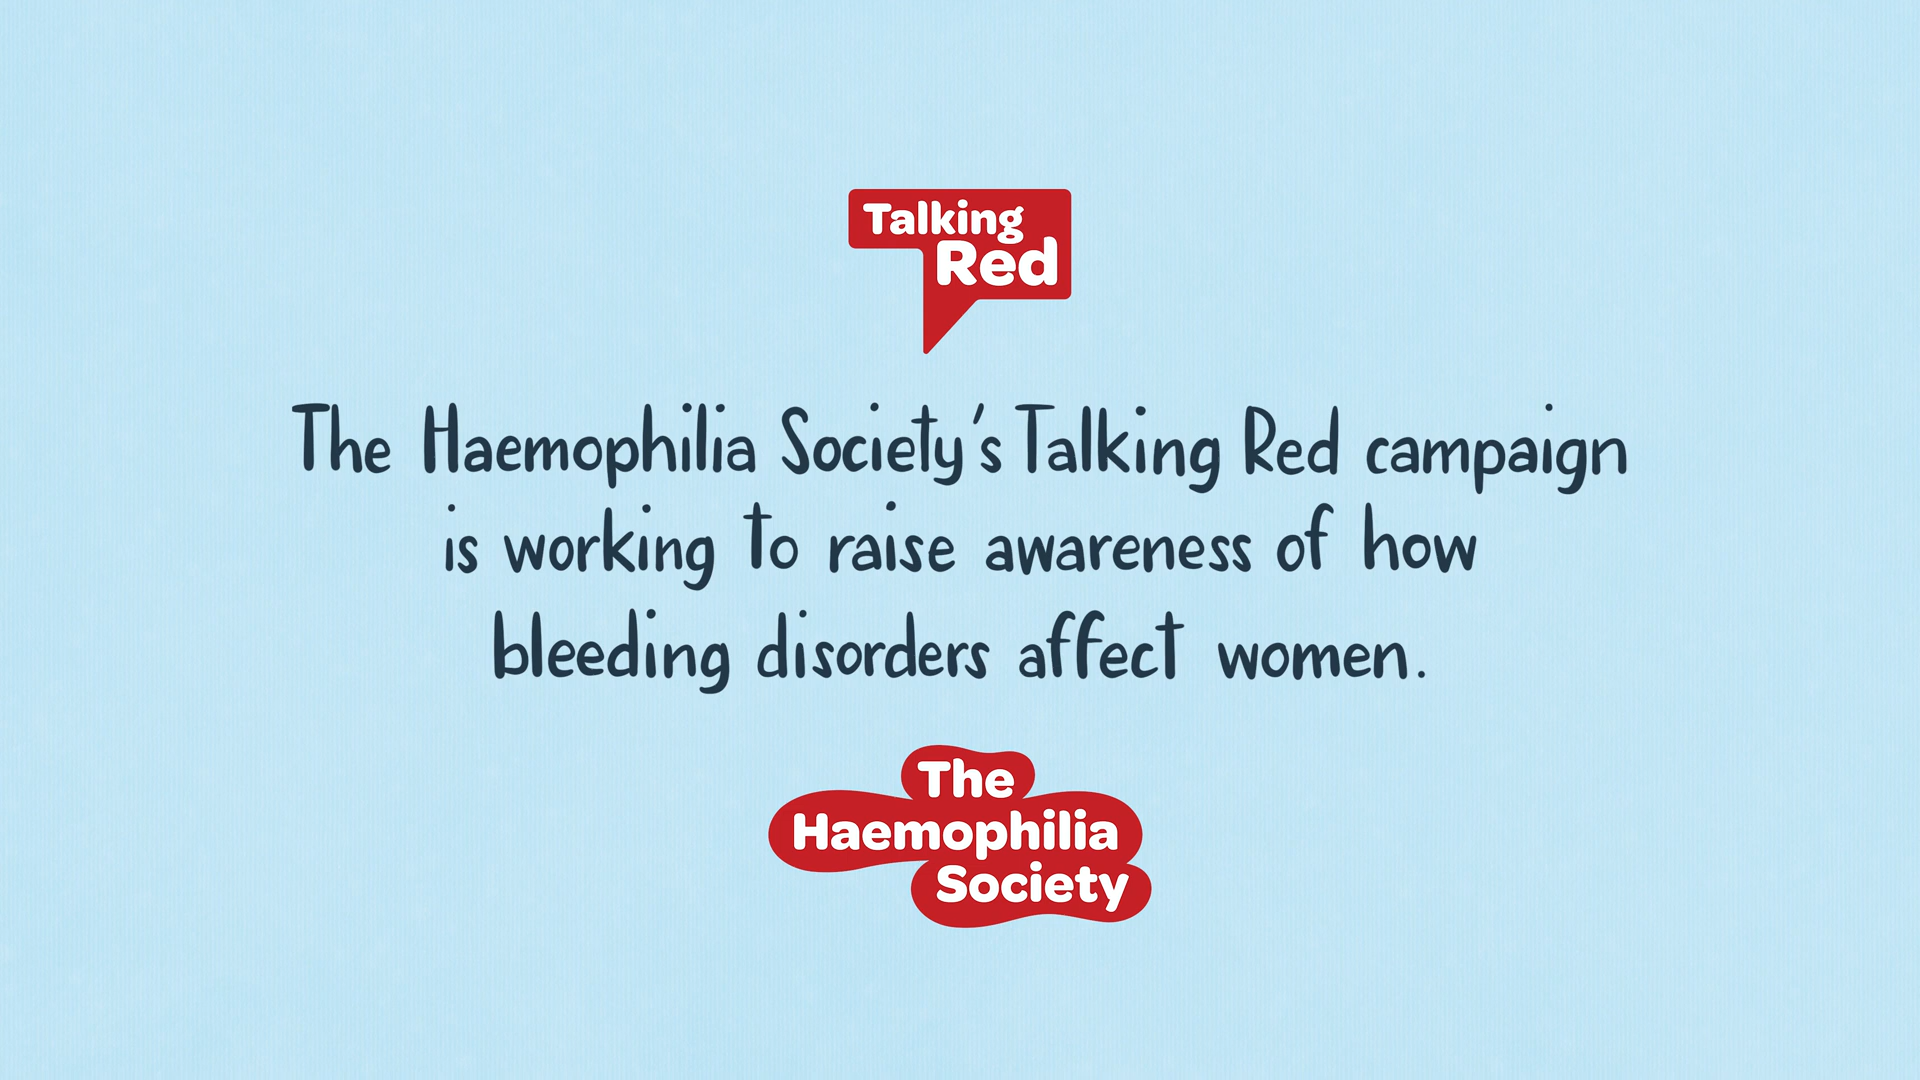 Talking
Red
The Haemophilia Society's Talking Red campaign
is working to raise awareness of how
bleeding disorders affect women.
The
Haemophilia
Society